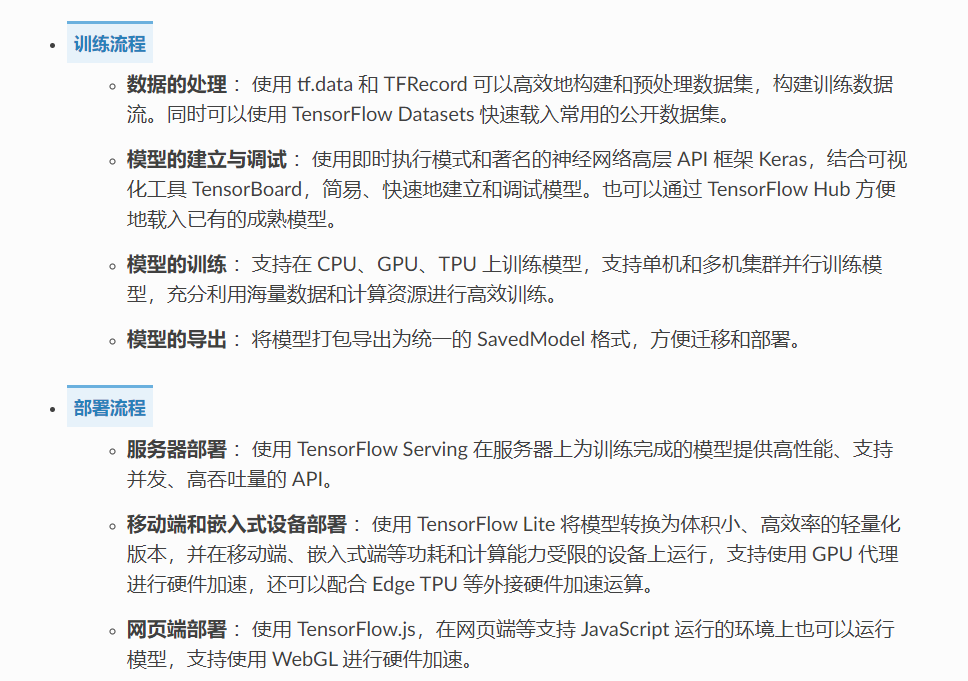 训练流程
数据的处理 ： 使用 tf.data 和 TFRecord 可以高效地构建和预处理数据集，构建训练数据
流。同时可以使用 TensorFlow Datasets 快速载入常用的公开数据集。
模型的建立与调试 ： 使用即时执行模式和著名的神经网络高层 API 框架 Keras，结合可视
化工具 TensorBoard，简易、快速地建立和调试模型。也可以通过 TensorFlow Hub 方便
地载入已有的成熟模型。
模型的训练 ： 支持在 CPU、GPU、TPU 上训练模型，支持单机和多机集群并行训练模
型，充分利用海量数据和计算资源进行高效训练。
模型的导出 ： 将模型打包导出为统一的 SavedModel 格式，方便迁移和部署。
部署流程
服务器部署 ： 使用 TensorFlow Serving 在服务器上为训练完成的模型提供高性能、支持
并发、高吞吐量的 API。
移动端和嵌入式设备部署 ： 使用 TensorFlow Lite 将模型转换为体积小、高效率的轻量化
版本，并在移动端、嵌入式端等功耗和计算能力受限的设备上运行，支持使用 GPU 代理
进行硬件加速，还可以配合 Edge TPU 等外接硬件加速运算。
网页端部署 ： 使用 TensorFlow.js，在网页端等支持 JavaScript 运行的环境上也可以运行
模型，支持使用 WebGL 进行硬件加速。